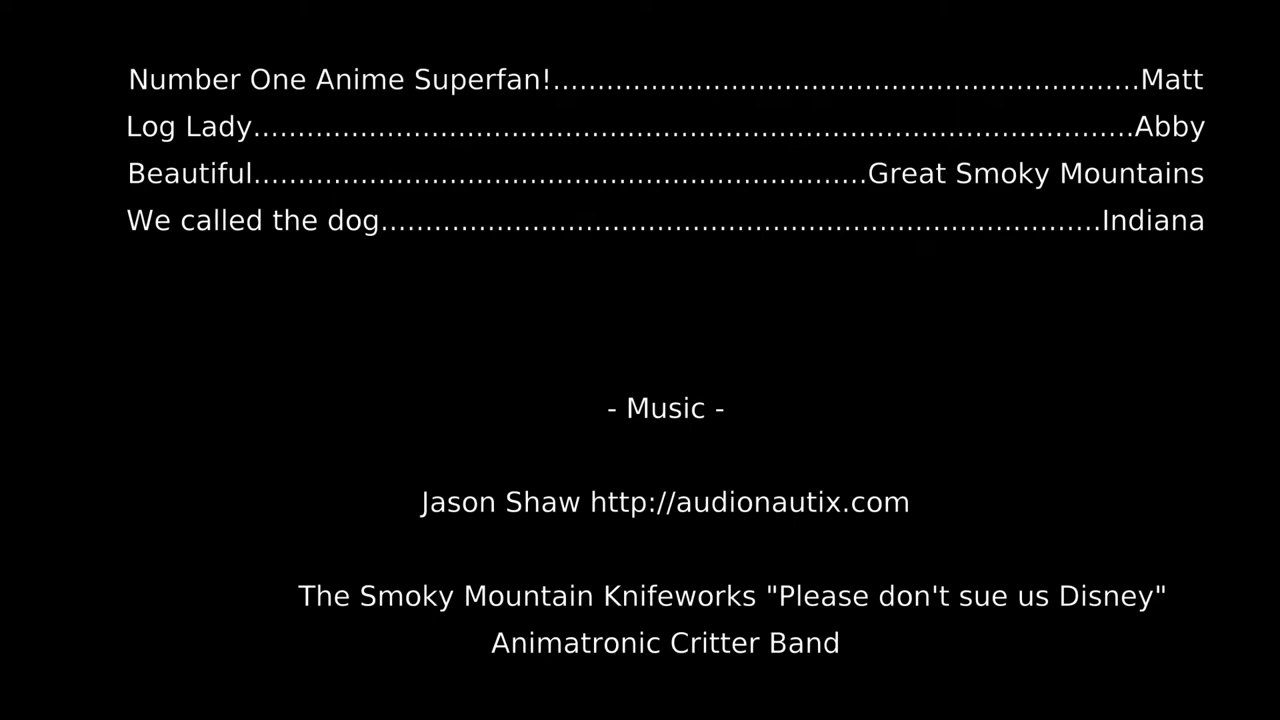 Number One Anime Superfan!..................................................................Matt
Log Lady...................................................................................................Abby
Beautiful.....................................................................Great Smoky Mountains
We called the dog.................................................................................Indiana
- Music -
Jason Shaw http://audionautix.com
The Smoky Mountain Knifeworks "Please don't sue us Disney"
Animatronic Critter Band